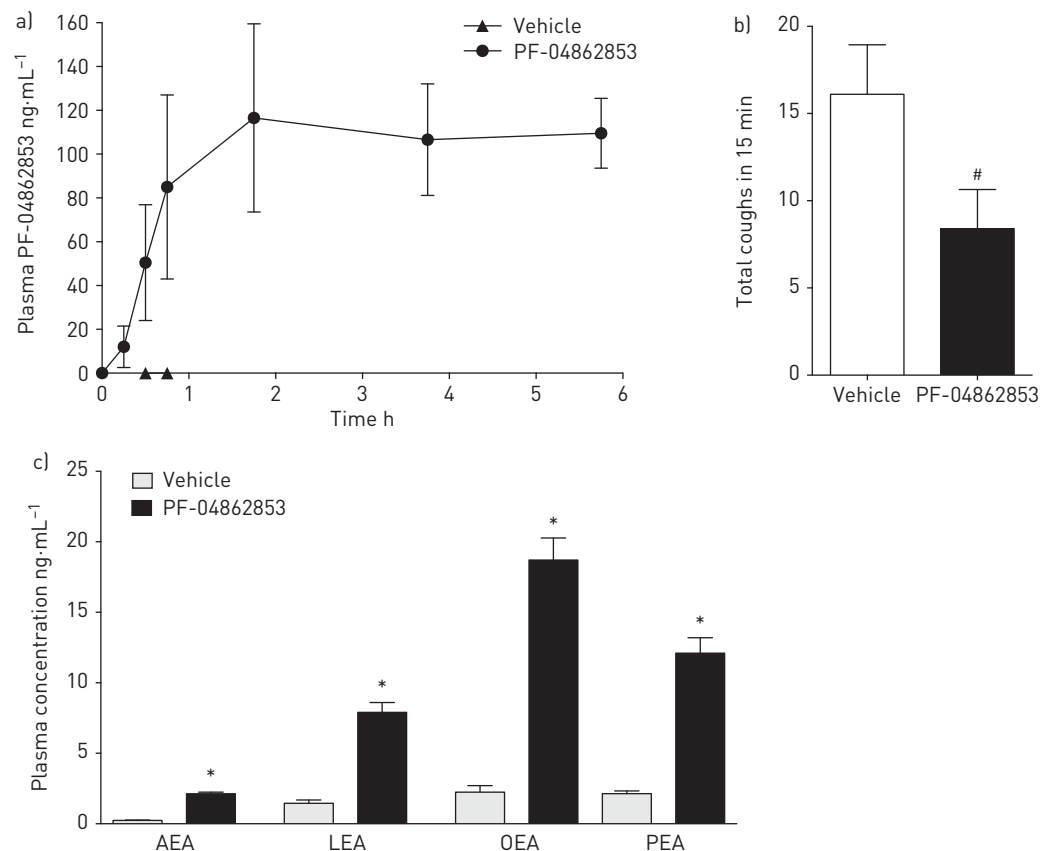 a)
160
140
120
100
80
60
40
20
0
Plasma PF-04862853 ng·mL⁻¹
Vehicle
PF-04862853
0 1 2 3 4 5 6
Time h
b)
20
15
10
5
0
Total coughs in 15 min
#
Vehicle PF-04862853
c)
25
20
15
10
5
0
Plasma concentration ng·mL⁻¹
Vehicle
PF-04862853
*
*
*
*
AEA LEA OEA PEA